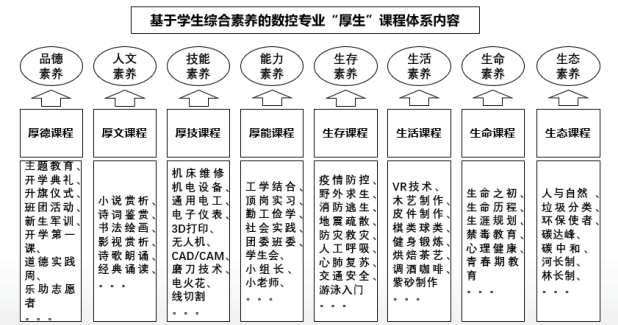 基于学生综合素养的数控专业“厚生”课程体系内容
品德
素养
人文
素养
技能
素养
能力
素养
生存
素养
生活
素养
生命
素养
生态
素养
厚德课程
厚文课程
厚技课程
厚能课程
生存课程
生活课程
生命课程
生态课程
主题教育、
开学典礼、
升旗仪式、
班团活动、
新生军训、
开学第一
课、
道德实践
周、
乐助志愿
者
。。。
小说赏析、
诗词鉴赏、
书法绘画、
影视赏析、
诗歌朗诵、
经典诵读、
。。。
机床维修
机电设备、
通用电工、
电子仪表、
3D打印、
无人机、
CAD/CAM、
磨刀技术、
电火花、
线切割
。。。
工学结合、
顶岗实习、
勤工俭学、
社会实践、
团委班委、
学生会、
小组长、
小老师、
。。。
疫情防控、
野外求生、
消防逃生、
地震疏散、
防灾救灾、
人工呼吸、
心肺复苏、
交通安全、
游泳入门
。。。
VR技术、
木艺制作、
皮件制作、
棋类球类、
健身锻炼、
烘焙茶艺、
调酒咖啡、
紫砂制作
。。。
生命之初、
生命历程、
生涯规划、
禁毒教育、
心理健康、
青春期教
育
。。。
人与自然、
垃圾分类、
环保使者、
碳达峰、
碳中和、
河长制、
林长制、
。。。